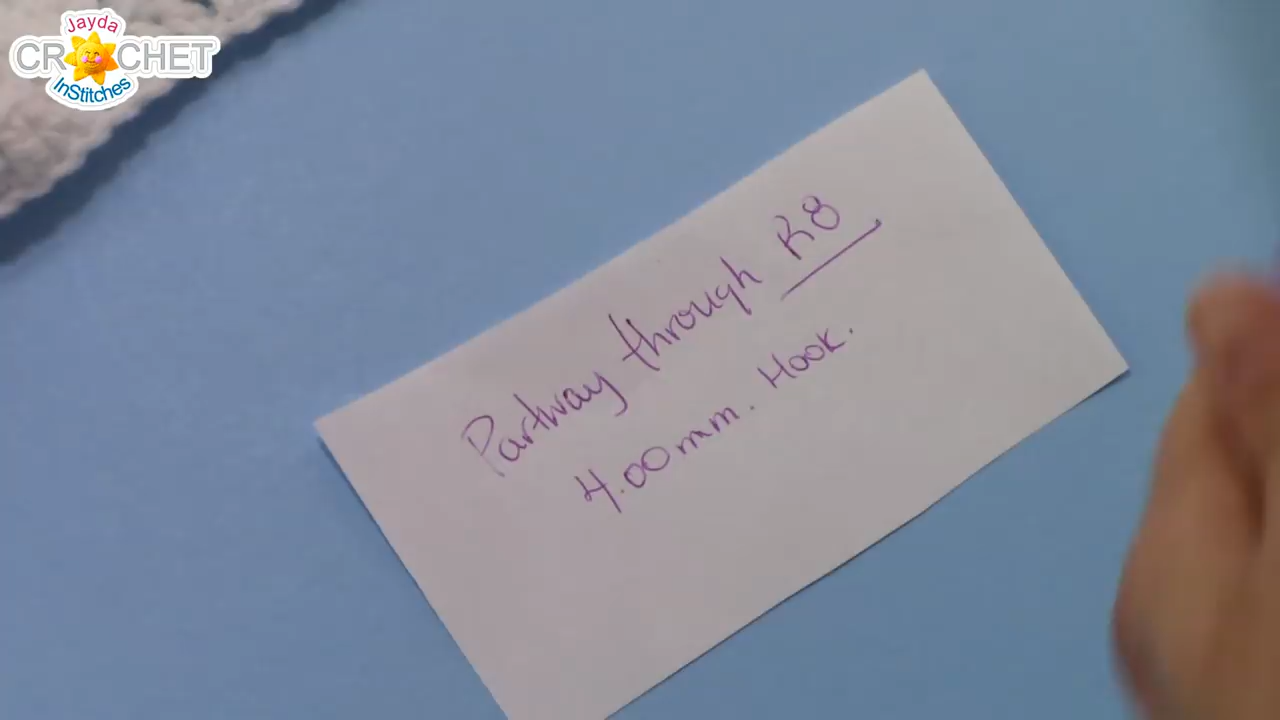 Jayda
CROCHET
InStitches
Partway through R8
4.00mm. Hook.